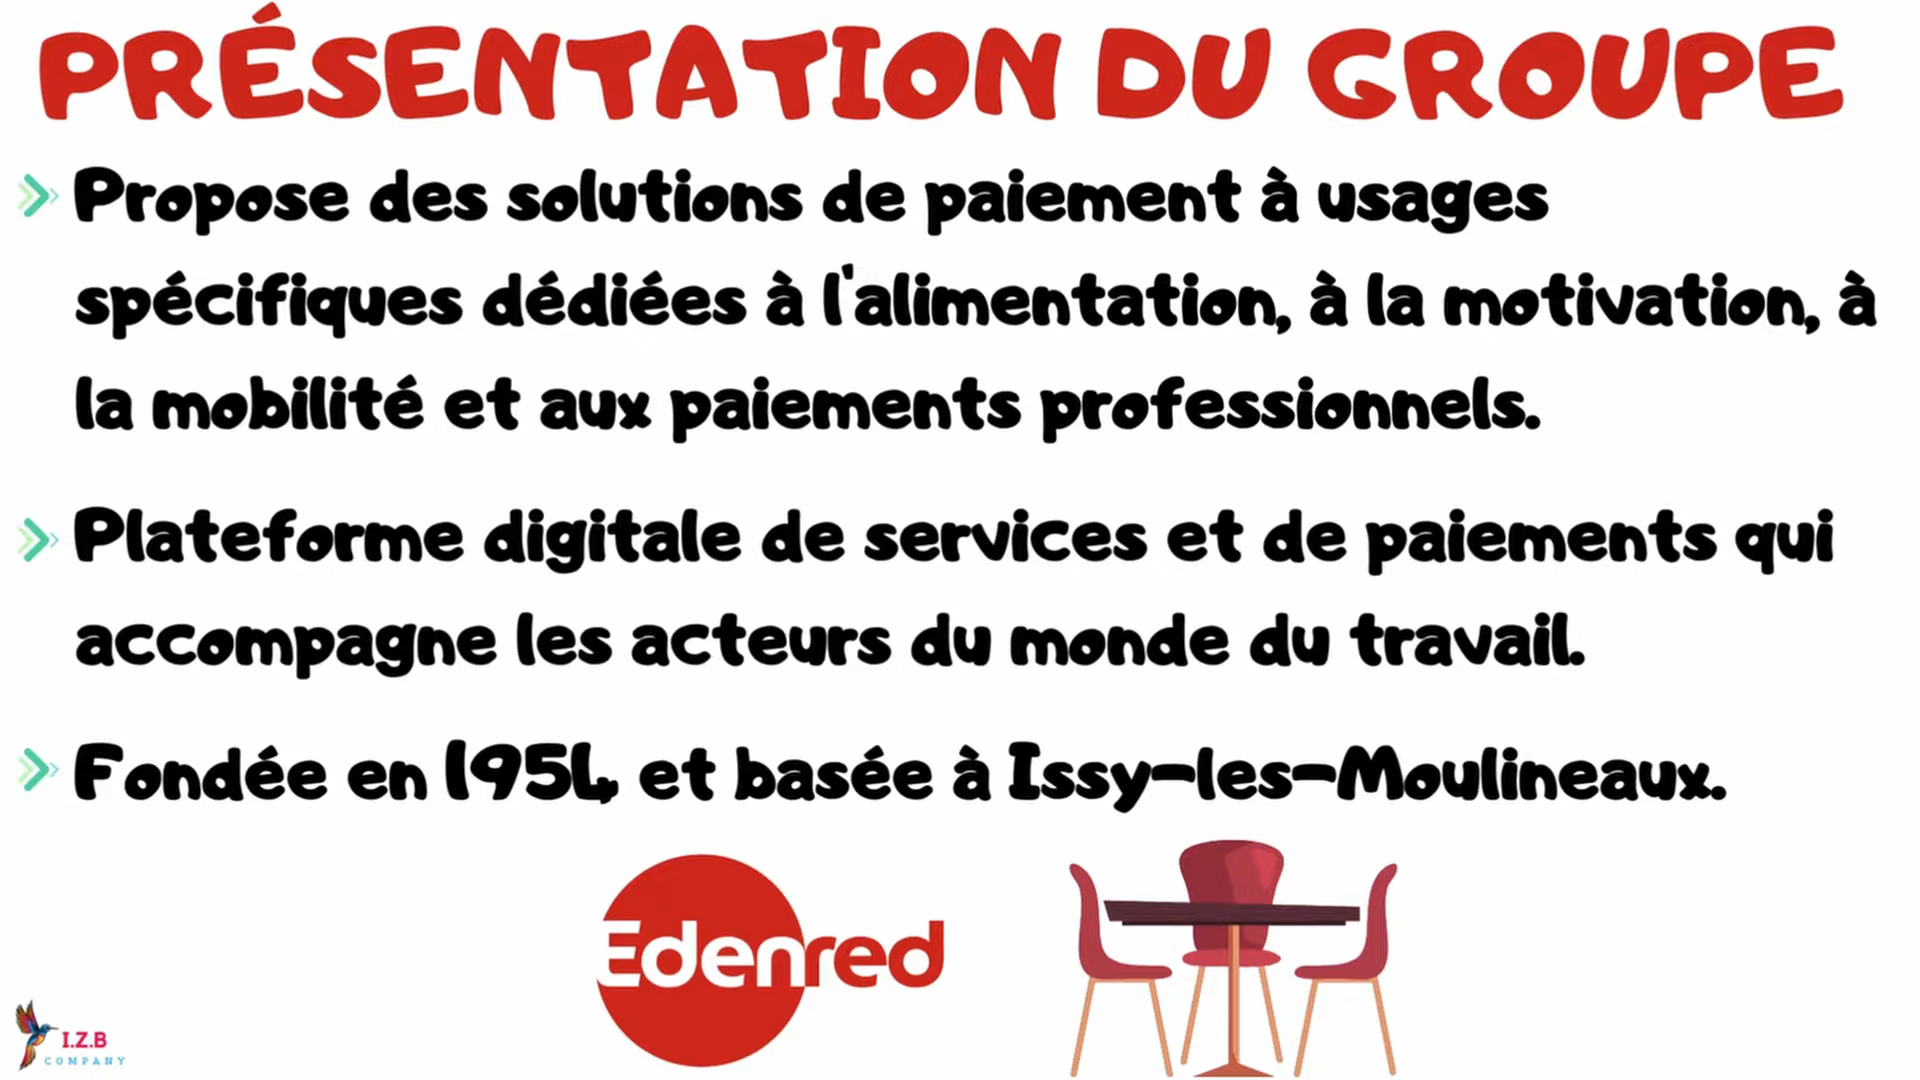 PRÉSENTATION DU GROUPE
Propose des solutions de paiement à usages
spécifiques dédiées à l'alimentation, à la motivation, à
la mobilité et aux paiements professionnels.
Plateforme digitale de services et de paiements qui
accompagne les acteurs du monde du travail.
Fondée en 1954 et basée à Issy-les-Moulineaux.
Edenred
I.Z.B
COMPANY